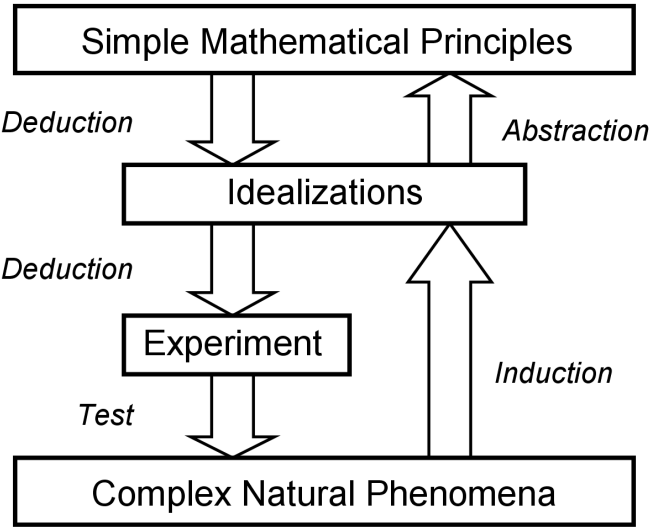 Simple Mathematical Principles
Deduction
Abstraction
Idealizations
Deduction
Experiment
Induction
Test
Complex Natural Phenomena